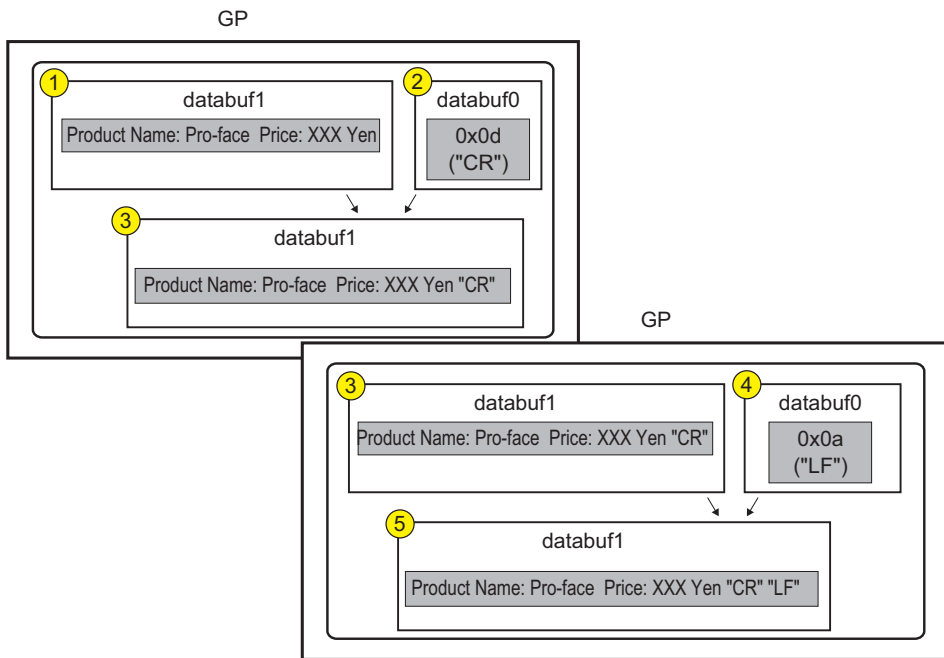 GP
1
databuf1
Product Name: Pro-face  Price: XXX Yen
2
databuf0
0x0d
("CR")
3
databuf1
Product Name: Pro-face  Price: XXX Yen "CR"
GP
3
databuf1
Product Name: Pro-face  Price: XXX Yen "CR"
4
databuf0
0x0a
("LF")
5
databuf1
Product Name: Pro-face  Price: XXX Yen "CR" "LF"